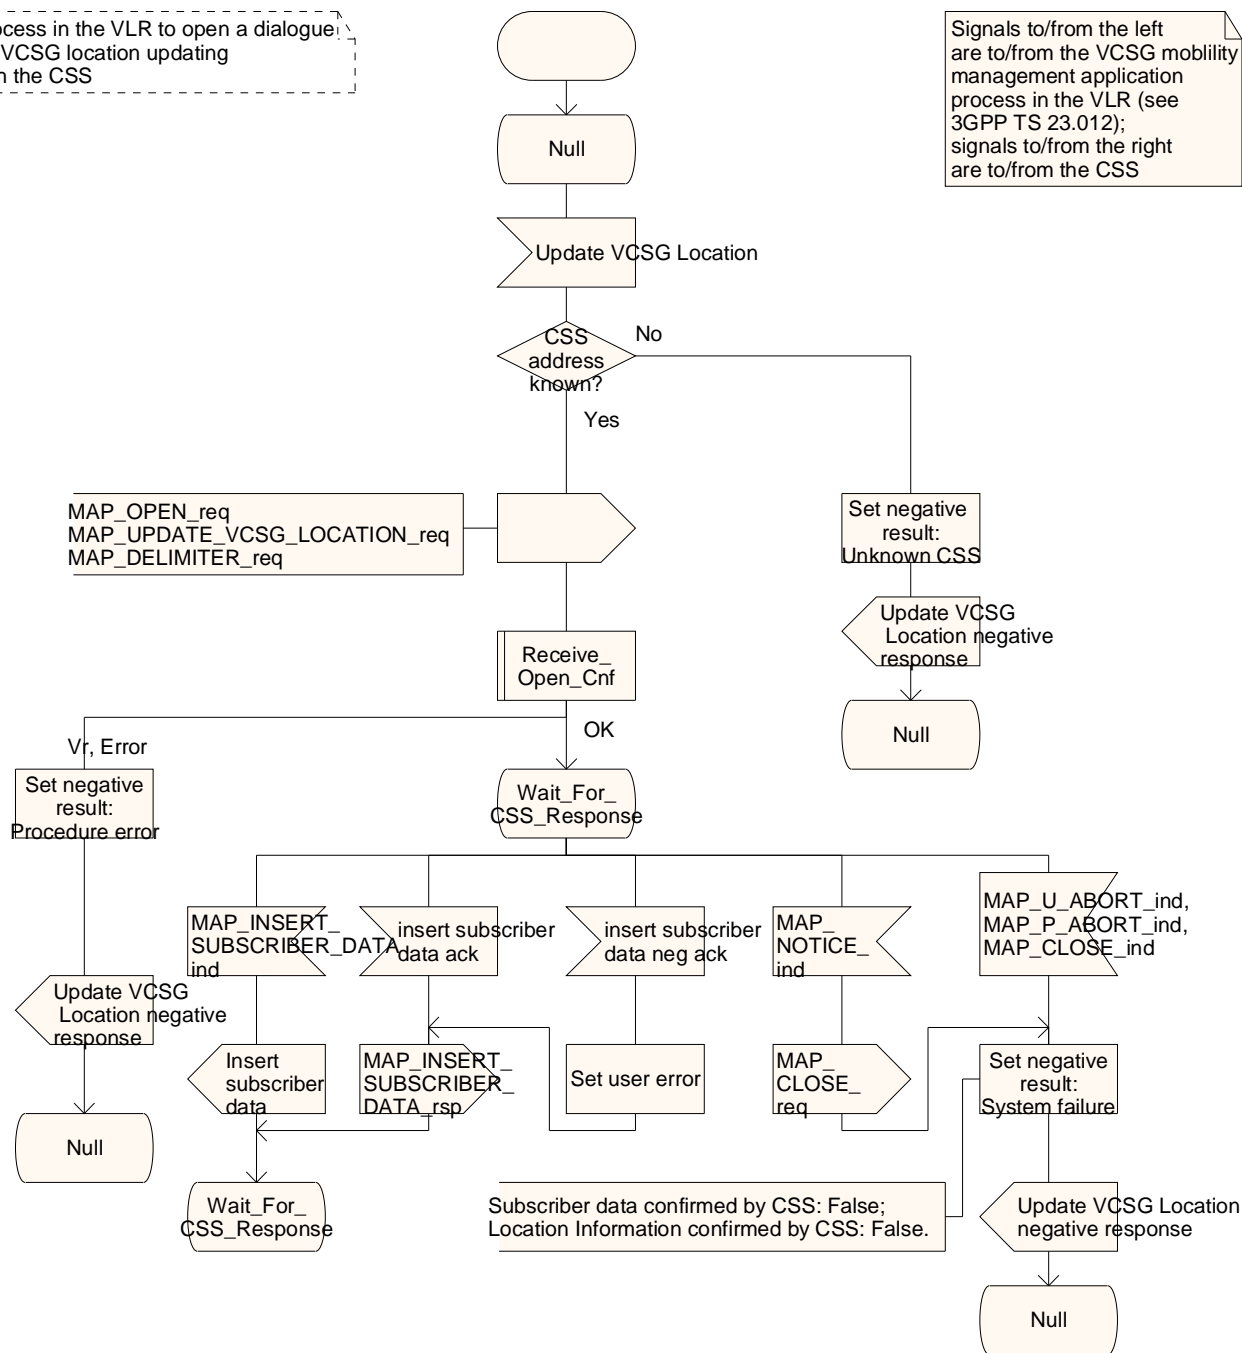 ocess in the VLR to open a dialogue
VCSG location updating
n the CSS
Signals to/from the left
are to/from the VCSG moblility
management application
process in the VLR (see
3GPP TS 23.012);
signals to/from the right
are to/from the CSS
Null
Update VCSG Location
CSS
address
known?
No
Yes
MAP_OPEN_req
MAP_UPDATE_VCSG_LOCATION_req
MAP_DELIMITER_req
Set negative
result:
Unknown CSS
Update VCSG
Location negative
response
Null
Receive_
Open_Cnf
OK
Vr, Error
Set negative
result:
Procedure error
Wait_For_
CSS_Response
MAP_INSERT_
SUBSCRIBER_DATA_
ind
insert subscriber
data ack
insert subscriber
data neg ack
MAP_
NOTICE_
ind
MAP_U_ABORT_ind,
MAP_P_ABORT_ind,
MAP_CLOSE_ind
Update VCSG
Location negative
response
Insert
subscriber
data
MAP_INSERT_
SUBSCRIBER_
DATA_rsp
Set user error
MAP_
CLOSE_
req
Set negative
result:
System failure
Null
Wait_For_
CSS_Response
Subscriber data confirmed by CSS: False;
Location Information confirmed by CSS: False.
Update VCSG Location
negative response
Null